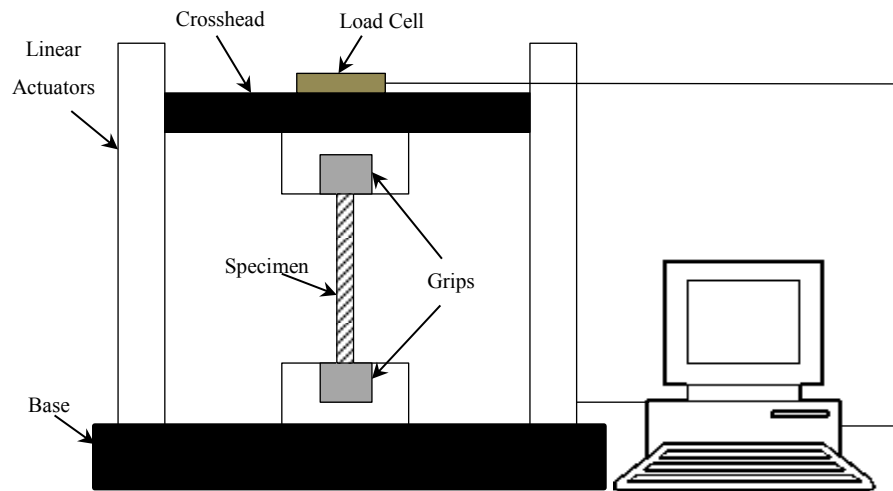 Crosshead
Load Cell
Linear
Actuators
Specimen
Grips
Base